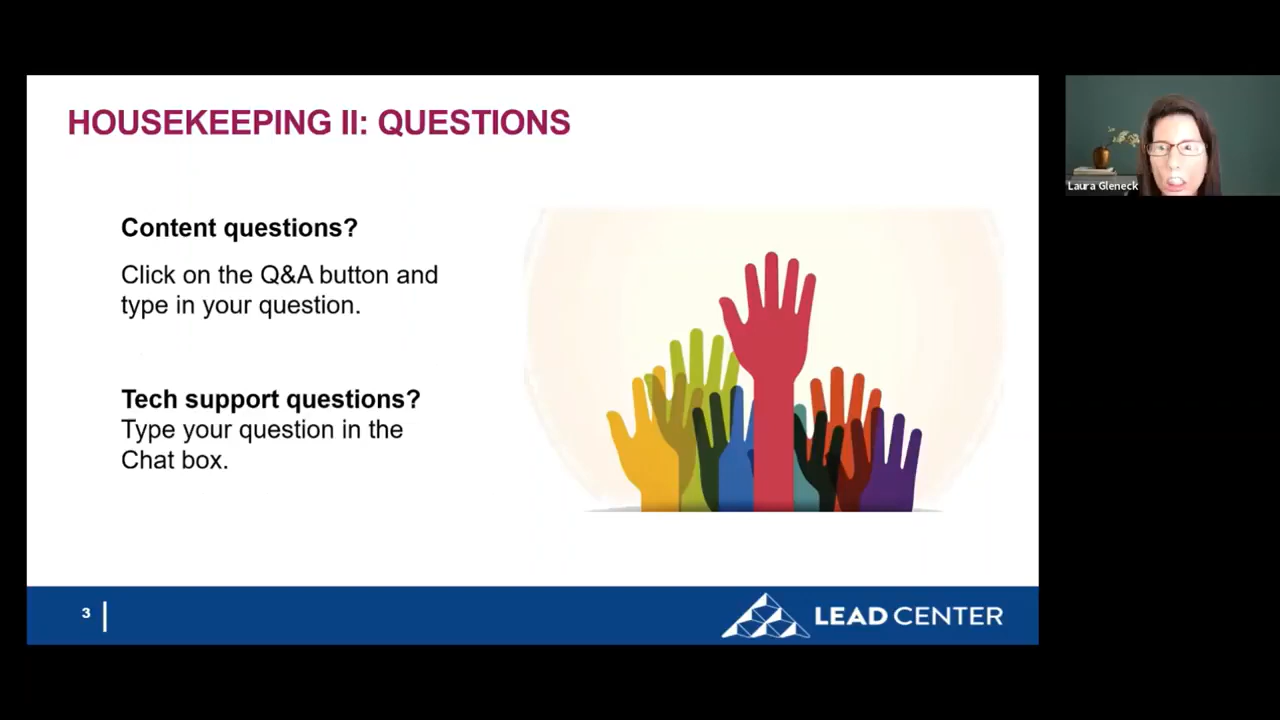 HOUSEKEEPING II: QUESTIONS
Content questions?
Click on the Q&A button and
type in your question.
Tech support questions?
Type your question in the
Chat box.
3
LEAD CENTER
Laura Gleneck